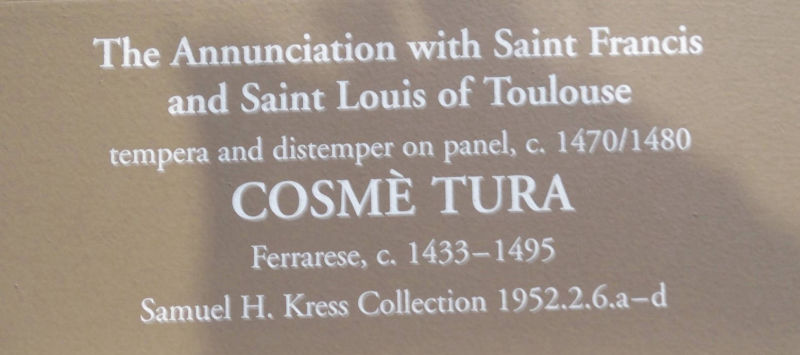 The Annunciation with Saint Francis
and Saint Louis of Toulouse
tempera and distemper on panel, c. 1470/1480
COSMÈ TURA
Ferrarese, c. 1433–1495
Samuel H. Kress Collection 1952.2.6.a–d